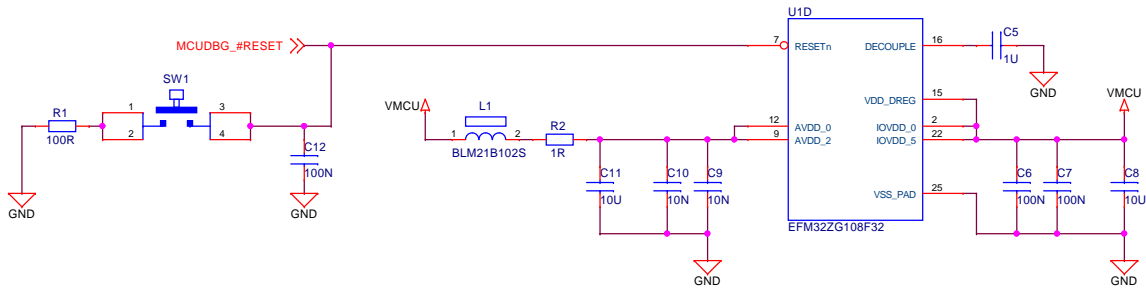 U1D
MCUDBG_#RESET
7
RESETn
DECOUPLE
16
C5
1U
GND
SW1
R1
100R
1
2
3
4
C12
100N
GND
GND
VMCU
L1
1
2
BLM21B102S
R2
1R
12
9
AVDD_0
AVDD_2
VDD_DREG
IOVDD_0
IOVDD_5
15
2
22
VMCU
C11
10U
C10
10N
C9
10N
GND
VSS_PAD
25
C6
100N
C7
100N
C8
10U
GND
EFM32ZG108F32